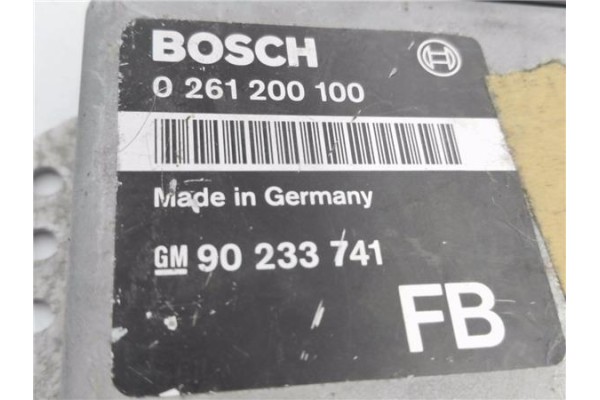 BOSCH
0 261 200 100
Made in Germany
GM 90 233 741
FB